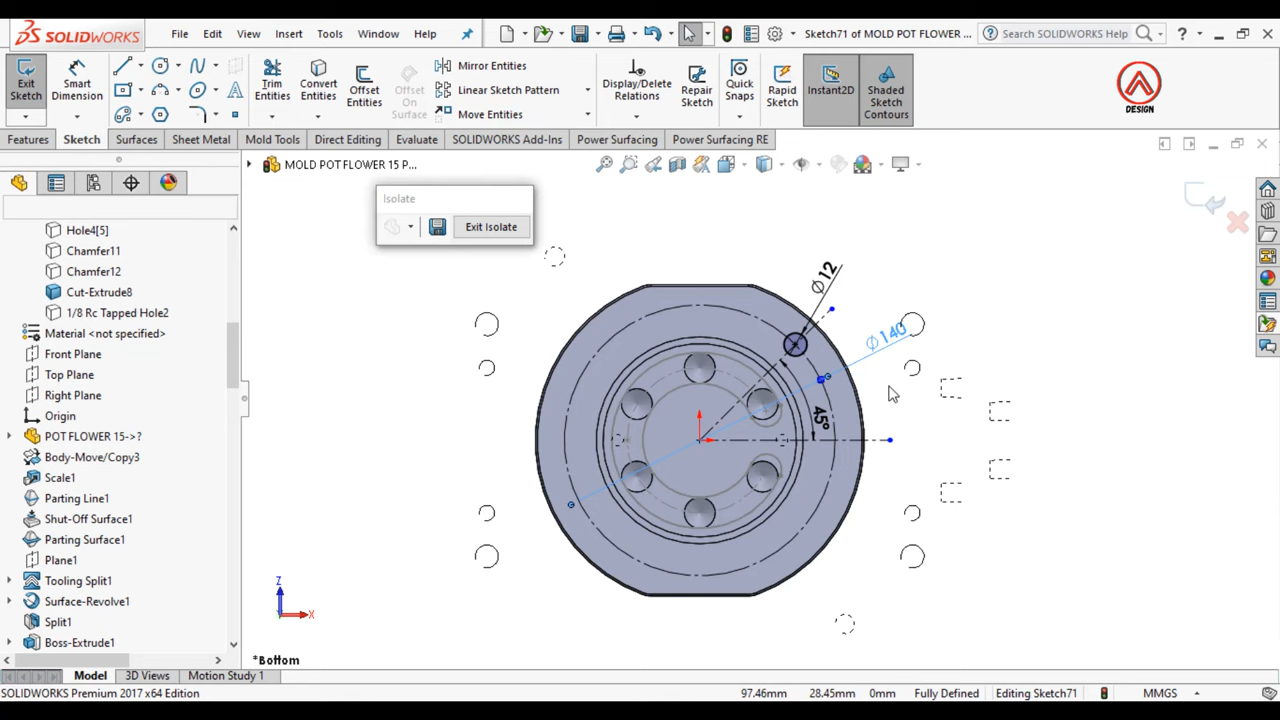 SOLIDWORKS File Edit View Insert Tools Window Help Sketch71 of MOLD POT FLOWER ... Search SOLIDWORKS Help ?
Exit Sketch Smart Dimension Trim Entities Convert Entities Offset Entities Offset On Surface Mirror Entities Linear Sketch Pattern Move Entities Display/Delete Relations Repair Sketch Quick Snaps Rapid Sketch Instant2D Shaded Sketch Contours
DESIGN
Features Sketch Surfaces Sheet Metal Mold Tools Direct Editing Evaluate SOLIDWORKS Add-Ins Power Surfacing Power Surfacing RE
MOLD POT FLOWER 15 P...
Isolate
Exit Isolate
Hole4[5]
Chamfer11
Chamfer12
Cut-Extrude8
1/8 Rc Tapped Hole2
Material <not specified>
Front Plane
Top Plane
Right Plane
Origin
POT FLOWER 15->?
Body-Move/Copy3
Scale1
Parting Line1
Shut-Off Surface1
Parting Surface1
Plane1
Tooling Split1
Surface-Revolve1
Split1
Boss-Extrude1
∅12
∅140
45°
Z
X
*Bottom
Model 3D Views Motion Study 1
SOLIDWORKS Premium 2017 x64 Edition 97.46mm 28.45mm 0mm Fully Defined Editing Sketch71 MMGS